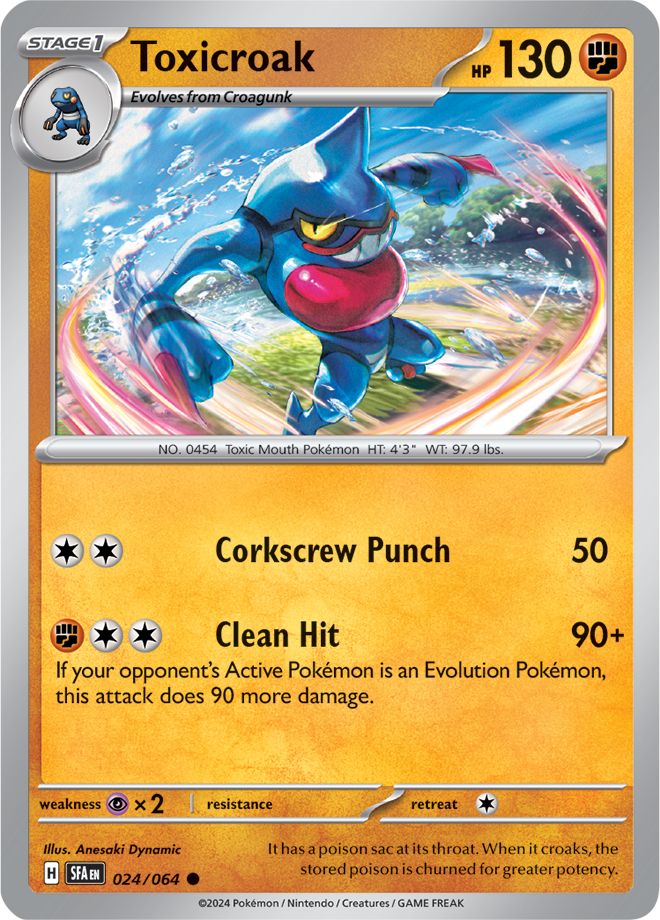 STAGE 1
Toxicroak
HP 130
Evolves from Croagunk
NO. 0454 Toxic Mouth Pokémon HT: 4'3" WT: 97.9 lbs.
Corkscrew Punch 50
Clean Hit 90+
If your opponent's Active Pokémon is an Evolution Pokémon,
this attack does 90 more damage.
weakness ×2 resistance retreat
Illus. Anesaki Dynamic
It has a poison sac at its throat. When it croaks, the
stored poison is churned for greater potency.
H SFA EN 024/064
©2024 Pokémon / Nintendo / Creatures / GAME FREAK